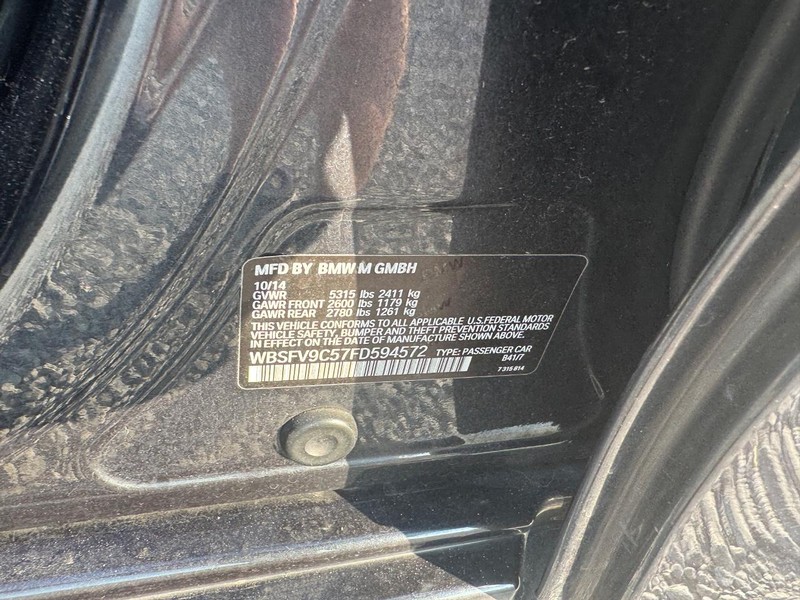 MFD BY BMW M GMBH
10/14
GVWR 5315 lbs 2411 kg
GAWR FRONT 2600 lbs 1179 kg
GAWR REAR 2780 lbs 1261 kg
THIS VEHICLE CONFORMS TO ALL APPLICABLE U.S.FEDERAL MOTOR
VEHICLE SAFETY, BUMPER, AND THEFT PREVENTION STANDARDS
IN EFFECT ON THE DATE OF MANUFACTURE SHOWN ABOVE.
WBSFV9C57FD594572 TYPE: PASSENGER CAR
B41/7
7 315 814